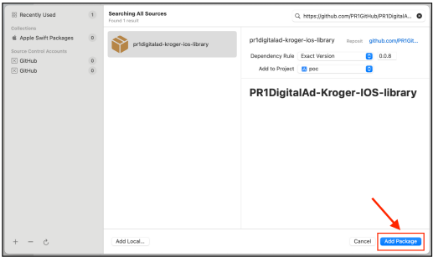 Recently Used 1
Collections
Apple Swift Packages 0
Source Control Accounts
GitHub 0
GitHub 0
Searching All Sources
Found 1 result
https://github.com/PR1GitHub/PR1DigitalA...
pr1digitalad-kroger-ios-library
pr1digitalad-kroger-ios-library
github.com/PR1Git...
Dependency Rule Exact Version 0.0.6
Add to Project poc
PR1DigitalAd-Kroger-IOS-library
Add Local...
Cancel
Add Package